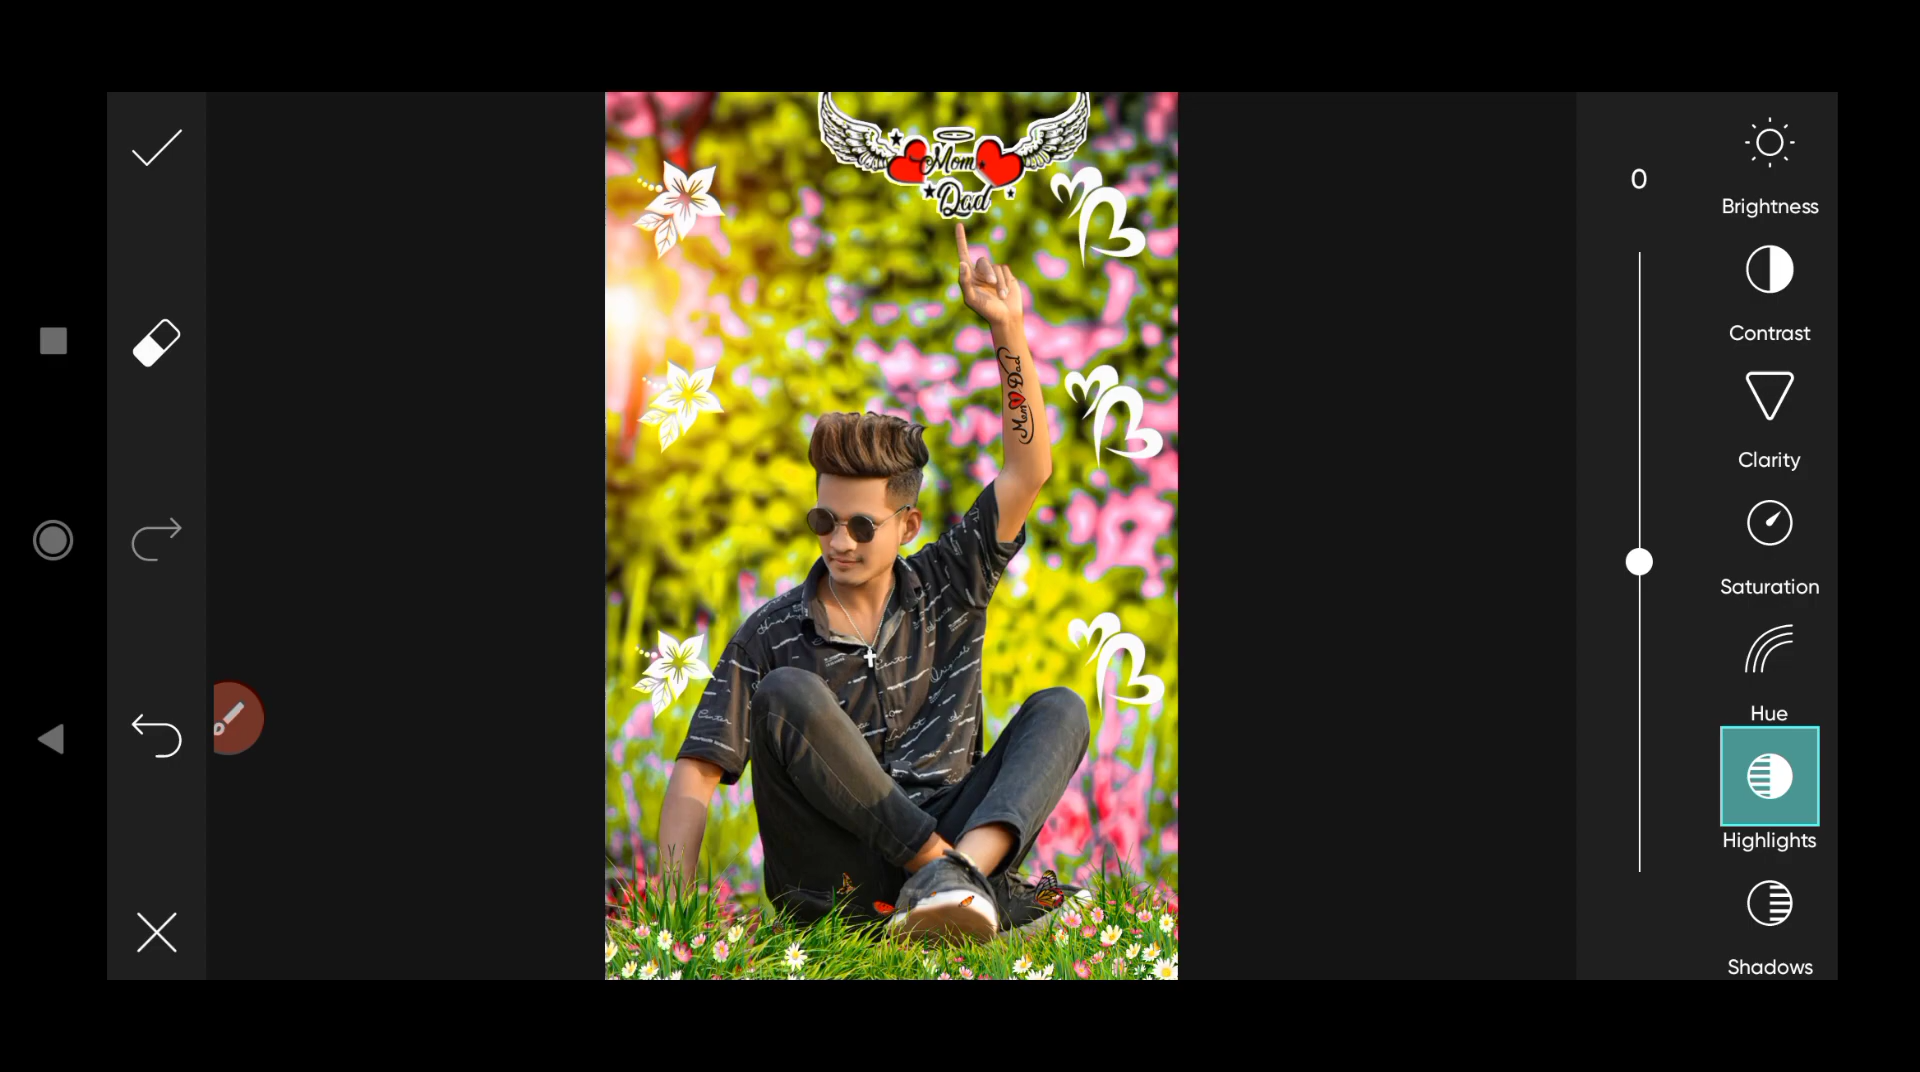 Mom
Dad
Mom Dad
0
Brightness
Contrast
Clarity
Saturation
Hue
Highlights
Shadows